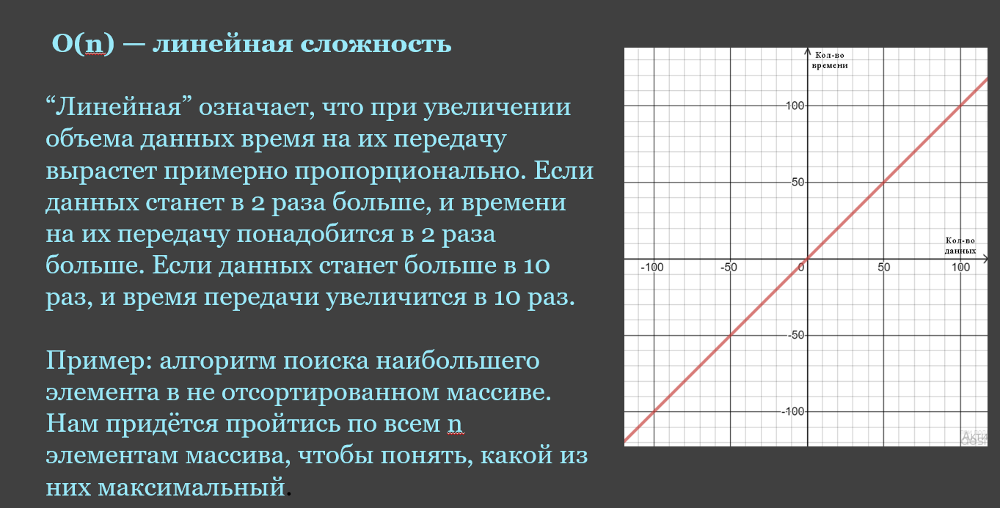 O(n) — линейная сложность
“Линейная” означает, что при увеличении
объема данных время на их передачу
вырастет примерно пропорционально. Если
данных станет в 2 раза больше, и времени
на их передачу понадобится в 2 раза
больше. Если данных станет больше в 10
раз, и время передачи увеличится в 10 раз.
Пример: алгоритм поиска наибольшего
элемента в не отсортированном массиве.
Нам придётся пройтись по всем n
элементам массива, чтобы понять, какой из
них максимальный.
Кол-во
времени
100
50
Кол-во
данных
-100 -50 0 50 100
-50
-100